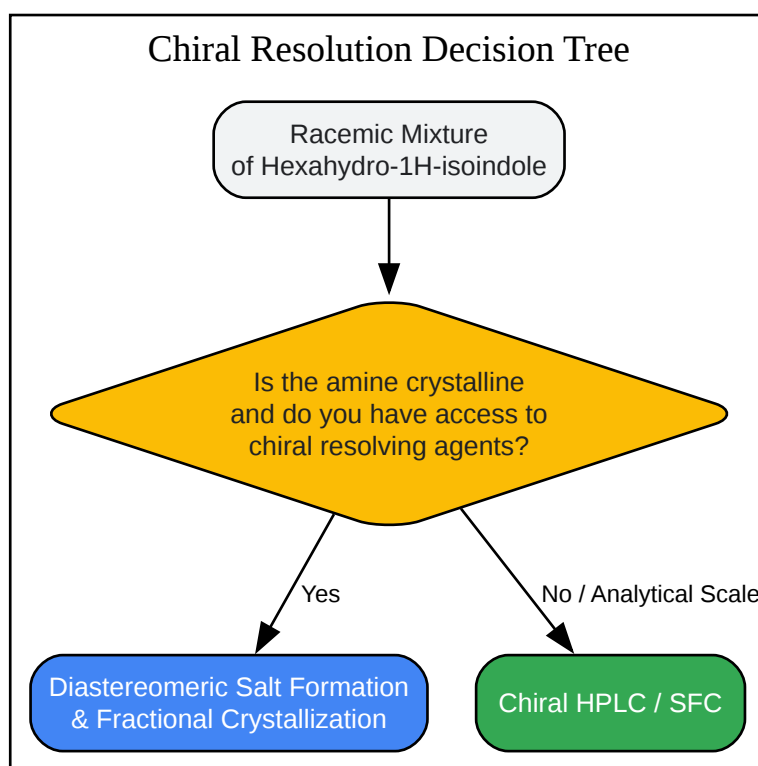 Chiral Resolution Decision Tree
Racemic Mixture
of Hexahydro-1H-isoindole
Is the amine crystalline
and do you have access to
chiral resolving agents?
Yes
No / Analytical Scale
Diastereomeric Salt Formation
& Fractional Crystallization
Chiral HPLC / SFC